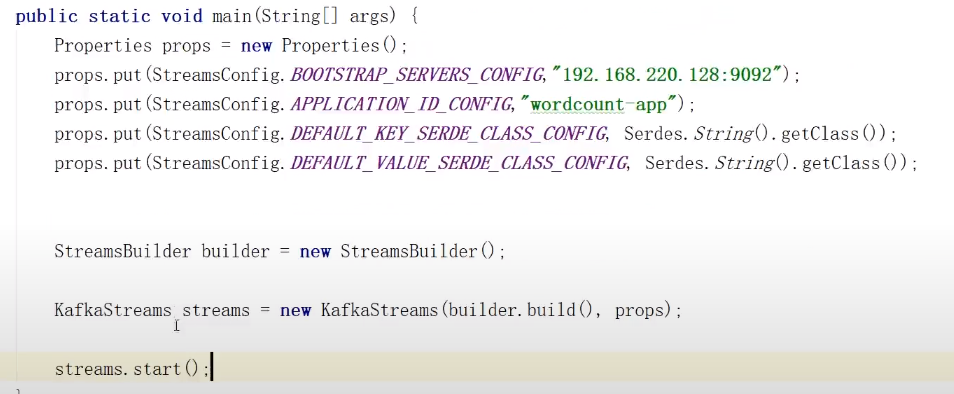 public static void main(String[] args) {
Properties props = new Properties();
props.put(StreamsConfig.BOOTSTRAP_SERVERS_CONFIG,"192.168.220.128:9092");
props.put(StreamsConfig.APPLICATION_ID_CONFIG,"wordcount-app");
props.put(StreamsConfig.DEFAULT_KEY_SERDE_CLASS_CONFIG, Serdes.String().getClass());
props.put(StreamsConfig.DEFAULT_VALUE_SERDE_CLASS_CONFIG, Serdes.String().getClass());
StreamsBuilder builder = new StreamsBuilder();
KafkaStreams streams = new KafkaStreams(builder.build(), props);
streams.start();
}